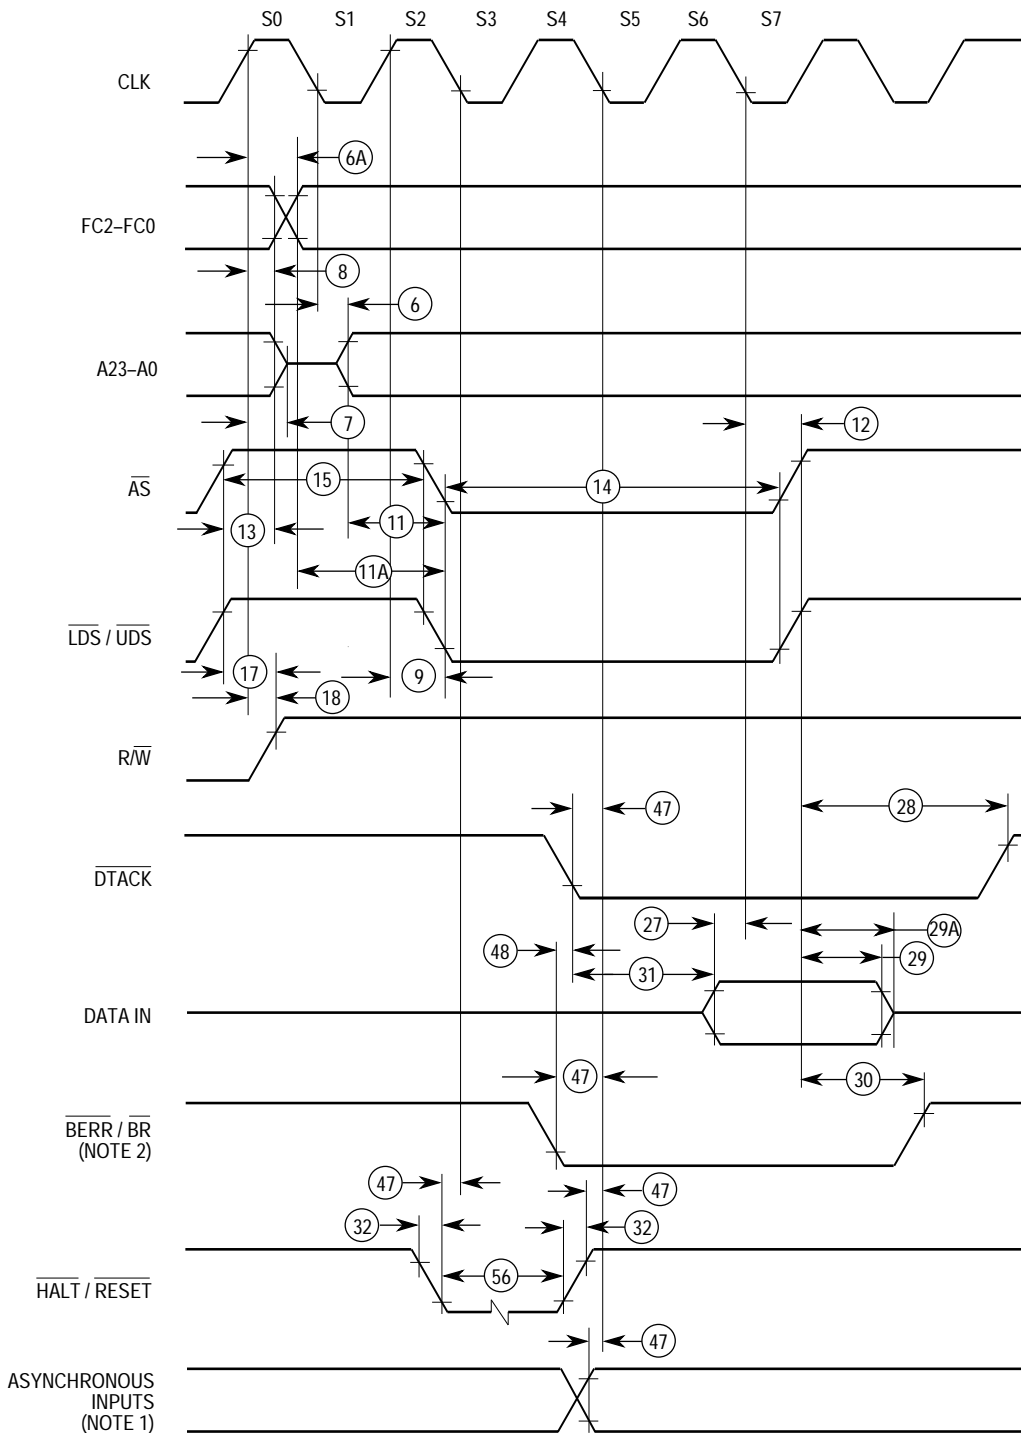 S0 S1 S2 S3 S4 S5 S6 S7
CLK
6A
FC2–FC0
8
6
A23–A0
7
12
AS
15
14
13
11
11A
LDS / UDS
17
9
18
R/W
47
28
DTACK
27
29A
48
29
31
DATA IN
47
30
BERR / BR
(NOTE 2)
47
47
32
32
56
HALT / RESET
47
ASYNCHRONOUS
INPUTS
(NOTE 1)